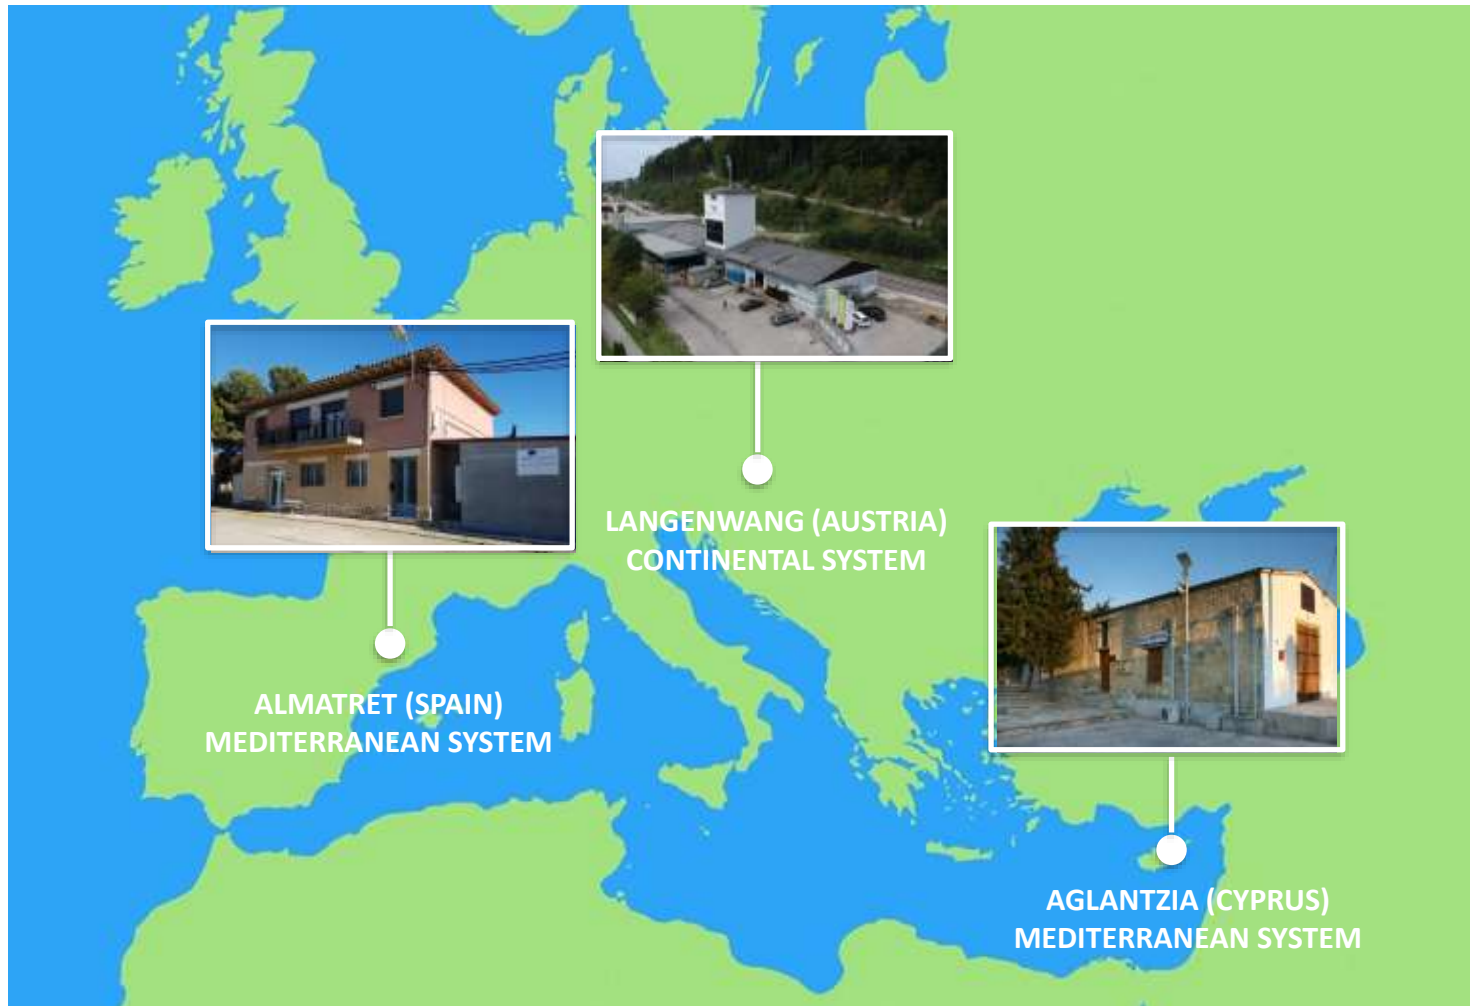 LANGENWANG (AUSTRIA)
CONTINENTAL SYSTEM
ALMATRET (SPAIN)
MEDITERRANEAN SYSTEM
AGLANTZIA (CYPRUS)
MEDITERRANEAN SYSTEM